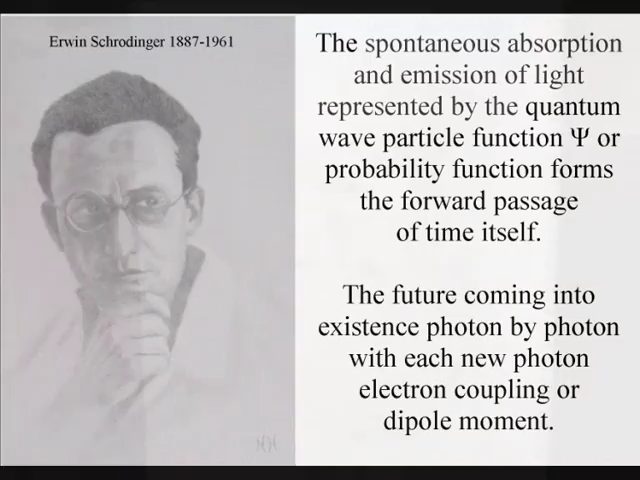 Erwin Schrodinger 1887-1961
The spontaneous absorption
and emission of light
represented by the quantum
wave particle function Ψ or
probability function forms
the forward passage
of time itself.
The future coming into
existence photon by photon
with each new photon
electron coupling or
dipole moment.